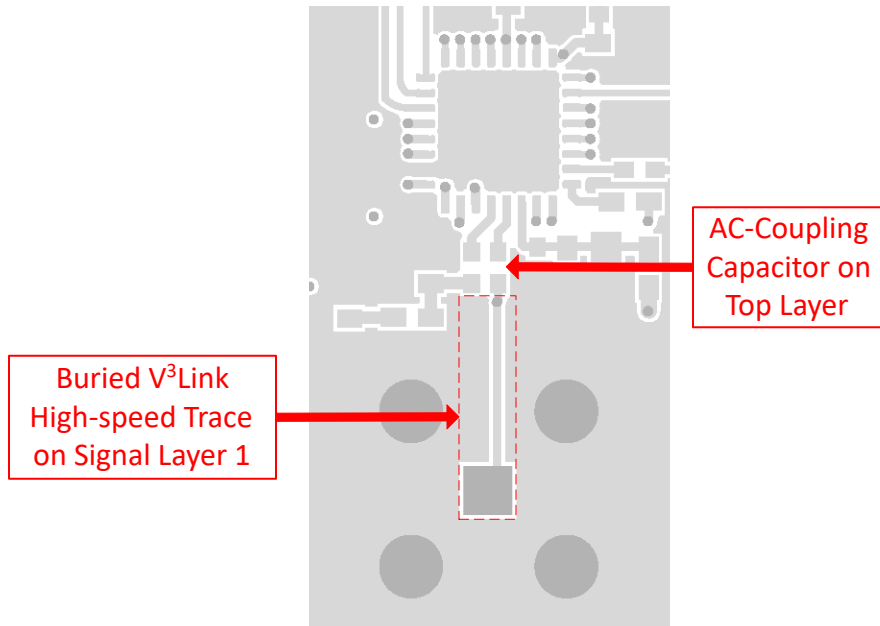 AC-Coupling
Capacitor on
Top Layer
Buried V³Link
High-speed Trace
on Signal Layer 1